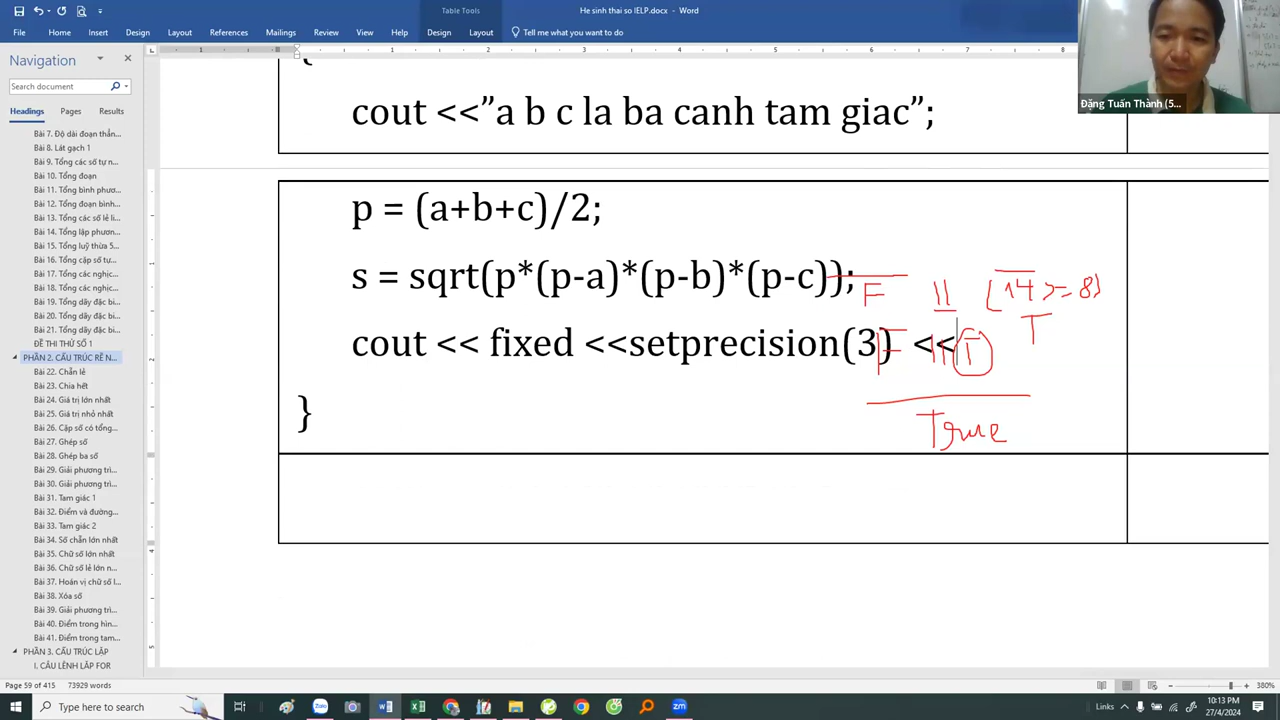 Table Tools
He sinh thai so IELP.docx - Word
File Home Insert Draw Design Layout References Mailings Review View Help Design Layout Tell me what you want to do
Đặng Tuấn Thành (5...
Navigation
Search document
Headings Pages Results
Bài 7. Độ dài đoạn thẳn...
Bài 8. Lát gạch 1
Bài 9. Tổng các số tự n...
Bài 10. Tổng đoạn
Bài 11. Tổng bình phươ...
Bài 12. Tổng đoạn bình...
Bài 13. Tổng các số lẻ li...
Bài 14. Tổng lập phươn...
Bài 15. Tổng luỹ thừa 5...
Bài 16. Tổng cặp số tự...
Bài 17. Tổng các nghịc...
Bài 18. Tổng các nghịc...
Bài 19. Tổng dãy đặc bi...
Bài 20. Tổng dãy đặc bi...
Bài 21. Tổng dãy đặc bi...
ĐỀ THI THỬ SỐ 1
PHẦN 2. CẤU TRÚC RẼ N...
Bài 22. Chẵn lẻ
Bài 23. Chia hết
Bài 24. Giá trị lớn nhất
Bài 25. Giá trị nhỏ nhất
Bài 26. Cặp số có tổng...
Bài 27. Ghép số
Bài 28. Ghép ba số
Bài 29. Giải phương trì...
Bài 30. Giải phương trì...
Bài 31. Tam giác 1
Bài 32. Điểm và đường...
Bài 33. Tam giác 2
Bài 34. Số chẵn lớn nhất
Bài 35. Chữ số lớn nhất
Bài 36. Chữ số lẻ lớn n...
Bài 37. Hoán vị chữ số l...
Bài 38. Xóa số
Bài 39. Giải phương trì...
Bài 40. Điểm trong hìn...
Bài 41. Điểm trong tam...
PHẦN 3. CẤU TRÚC LẶP
I. CÂU LỆNH LẶP FOR
{
cout <<”a b c la ba canh tam giac”;
p = (a+b+c)/2;
s = sqrt(p*(p-a)*(p-b)*(p-c));
F || (14 >= 8)
T
cout << fixed <<setprecision(3) <<
F || T
}
True
Page 59 of 415 73929 words
Links 10:13 PM
380%
Type here to search
27/4/2024